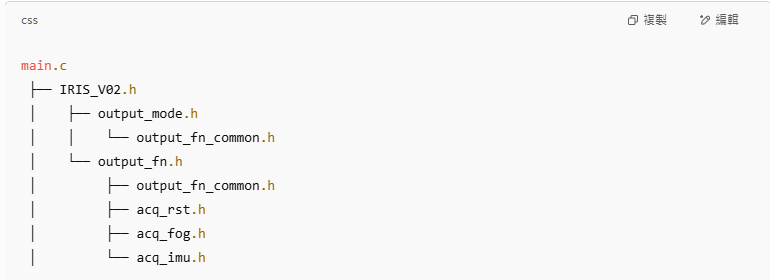 css 複製 編輯
main.c
├── IRIS_V02.h
│   ├── output_mode.h
│   │   └── output_fn_common.h
│   └── output_fn.h
│       ├── output_fn_common.h
│       ├── acq_rst.h
│       ├── acq_fog.h
│       └── acq_imu.h